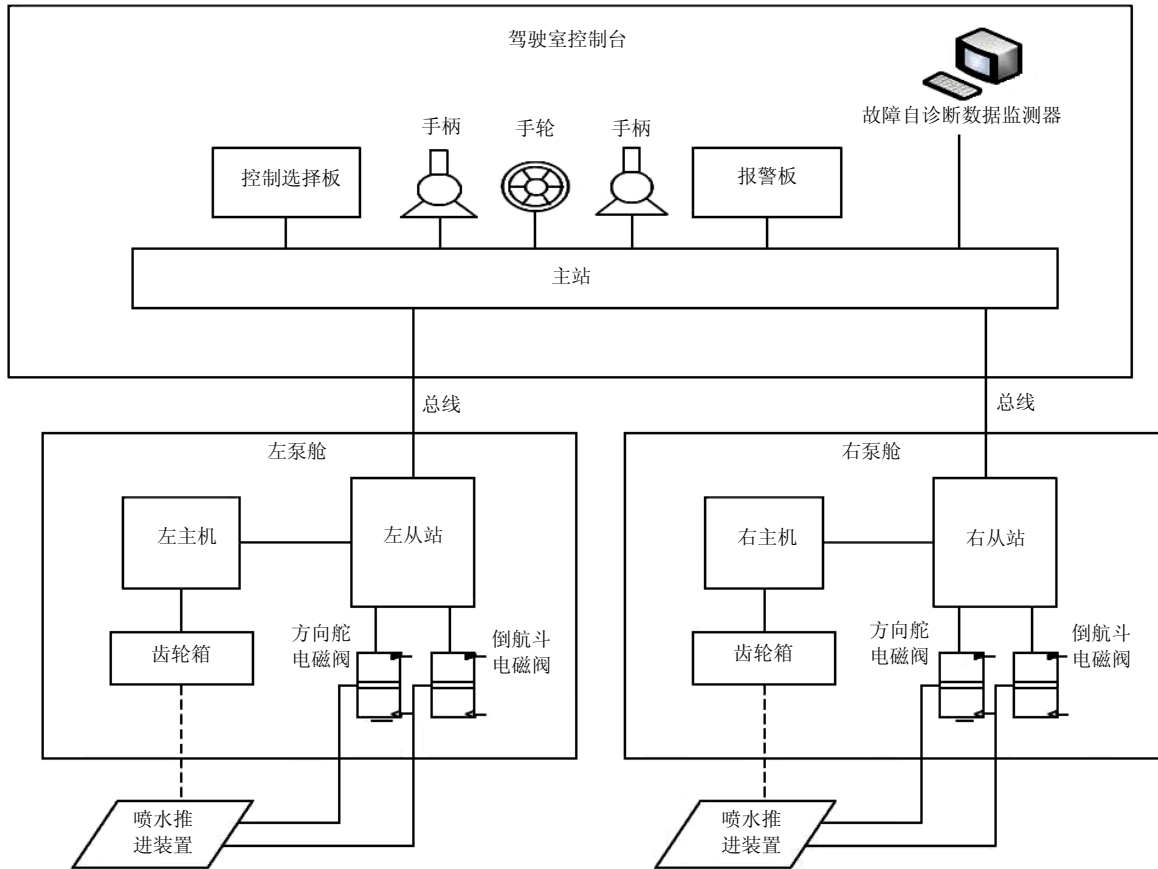 驾驶室控制台
故障自诊断数据监测器
手柄
手轮
手柄
控制选择板
报警板
主站
总线
总线
左泵舱
左主机
左从站
齿轮箱
方向舵
电磁阀
倒航斗
电磁阀
喷水推
进装置
右泵舱
右主机
右从站
齿轮箱
方向舵
电磁阀
倒航斗
电磁阀
喷水推
进装置